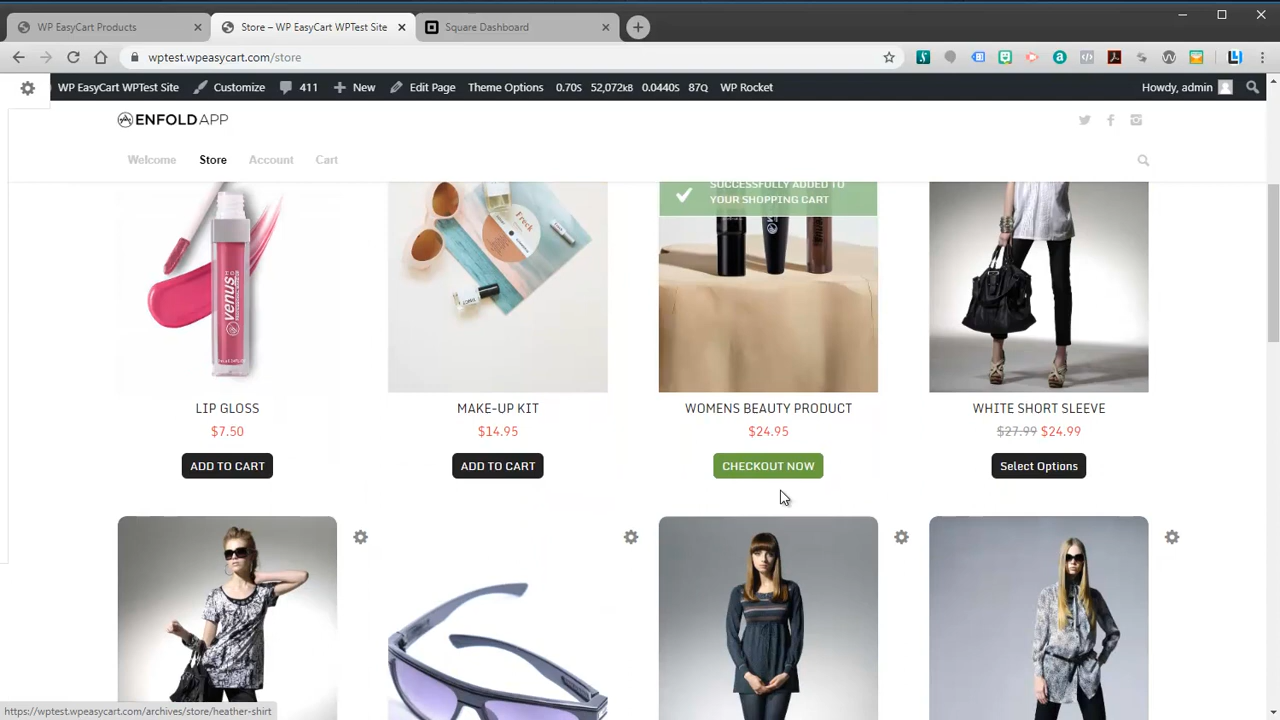 WP EasyCart Products
Store – WP EasyCart WPTest Site
Square Dashboard
wptest.wpeasycart.com/store
WP EasyCart WPTest Site Customize 411 New Edit Page Theme Options 0.70S 52,072kB 0.0440S 87Q WP Rocket Howdy, admin
ENFOLD APP
Welcome Store Account Cart
SUCCESSFULLY ADDED TO
YOUR SHOPPING CART
venus
LIP GLOSS
$7.50
ADD TO CART
MAKE-UP KIT
$14.95
ADD TO CART
WOMENS BEAUTY PRODUCT
$24.95
CHECKOUT NOW
WHITE SHORT SLEEVE
$27.99 $24.99
Select Options
https://wptest.wpeasycart.com/archives/store/heather-shirt